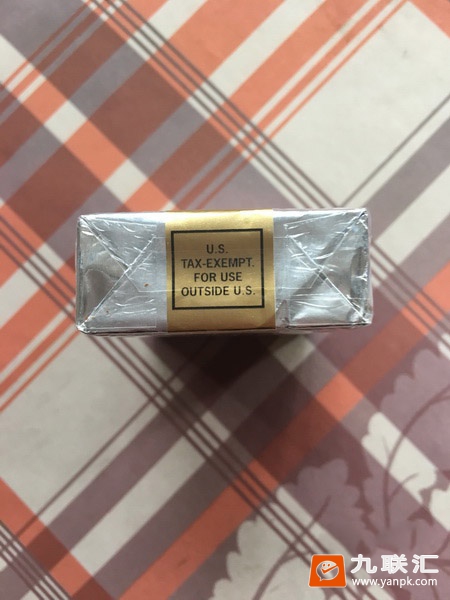 U.S.
TAX-EXEMPT.
FOR USE
OUTSIDE U.S.
九联汇
www.yanpk.com